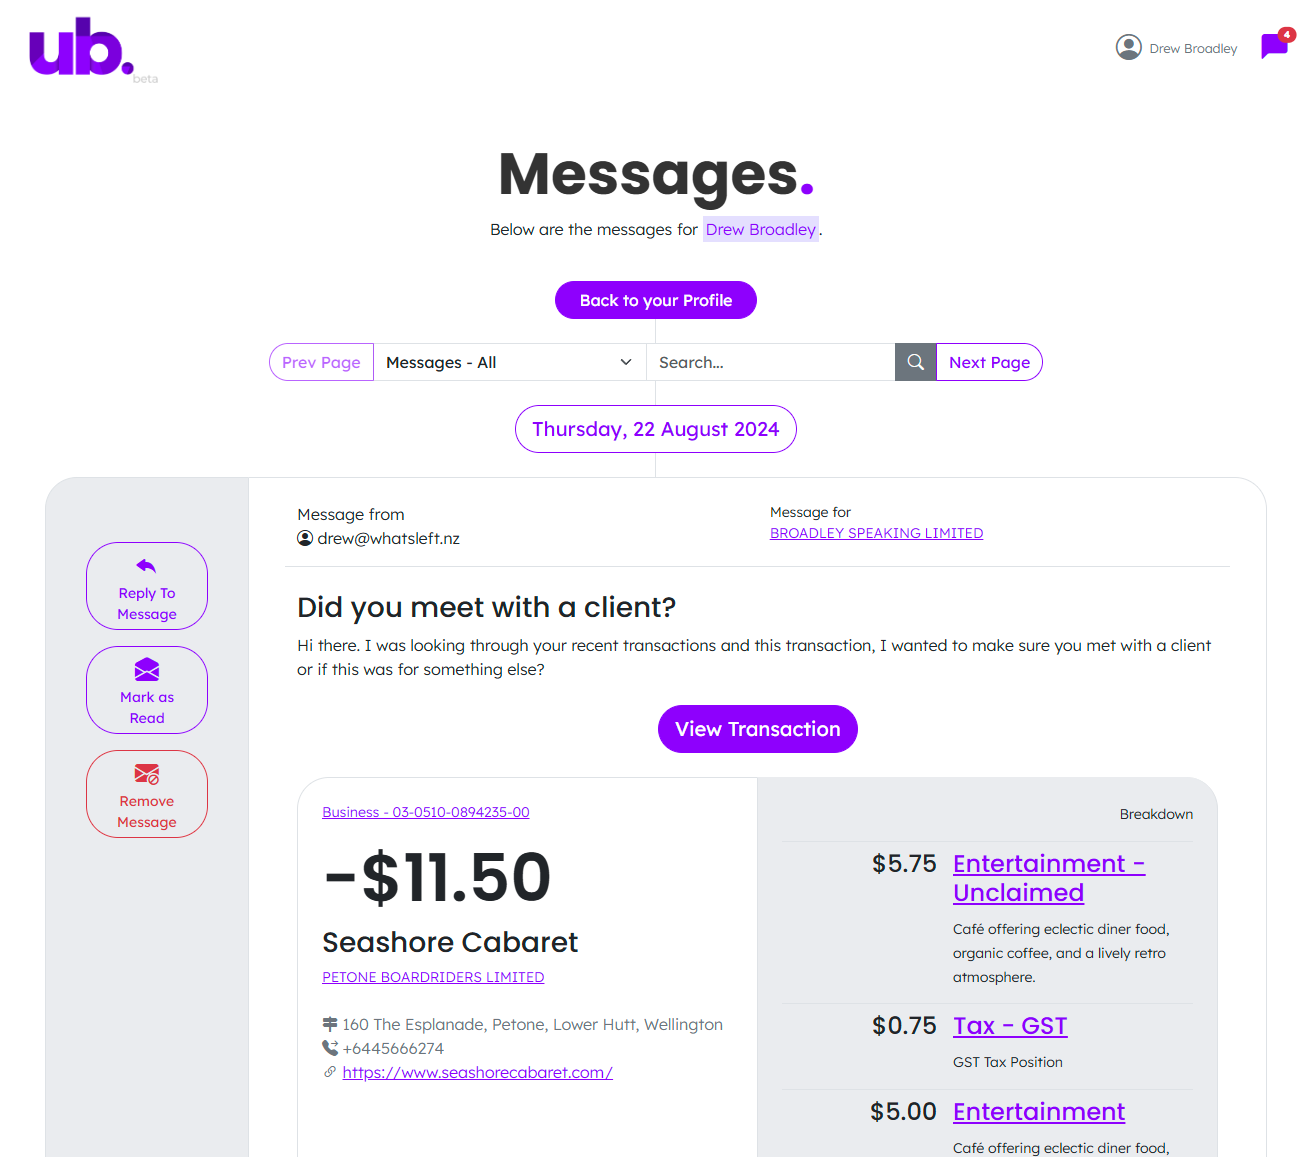 ub.
beta
Drew Broadley
4
Messages.
Below are the messages for Drew Broadley.
Back to your Profile
Prev Page
Messages - All
Search...
Next Page
Thursday, 22 August 2024
Reply To
Message
Mark as
Read
Remove
Message
Message from
drew@whatsleft.nz
Message for
BROADLEY SPEAKING LIMITED
Did you meet with a client?
Hi there. I was looking through your recent transactions and this transaction, I wanted to make sure you met with a client
or if this was for something else?
View Transaction
Business - 03-0510-0894235-00
-$11.50
Seashore Cabaret
PETONE BOARDRIDERS LIMITED
160 The Esplanade, Petone, Lower Hutt, Wellington
+6445666274
https://www.seashorecabaret.com/
Breakdown
$5.75 Entertainment -
Unclaimed
Café offering eclectic diner food,
organic coffee, and a lively retro
atmosphere.
$0.75 Tax - GST
GST Tax Position
$5.00 Entertainment
Café offering eclectic diner food,